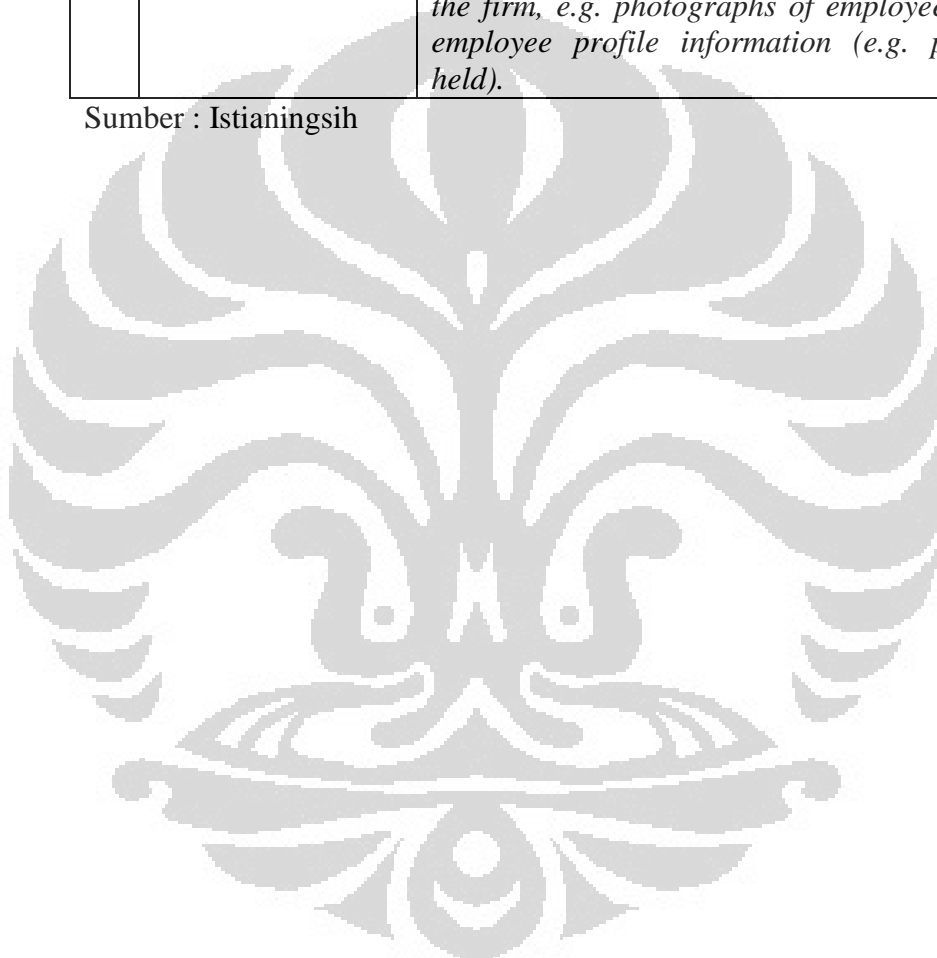 the firm, e.g. photographs of employee
employee profile information (e.g. p
held).
Sumber : Istianingsih